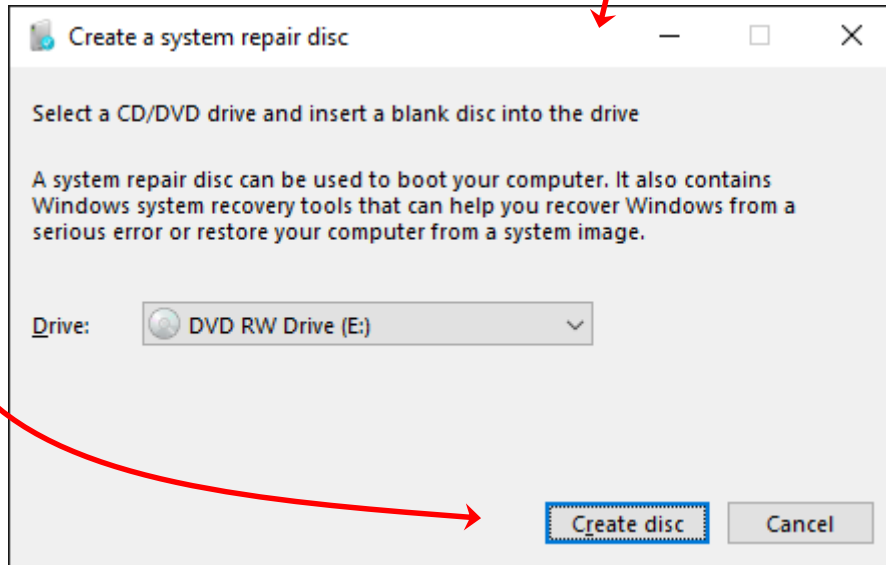 Create a system repair disc
Select a CD/DVD drive and insert a blank disc into the drive
A system repair disc can be used to boot your computer. It also contains
Windows system recovery tools that can help you recover Windows from a
serious error or restore your computer from a system image.
Drive: DVD RW Drive (E:)
Create disc Cancel